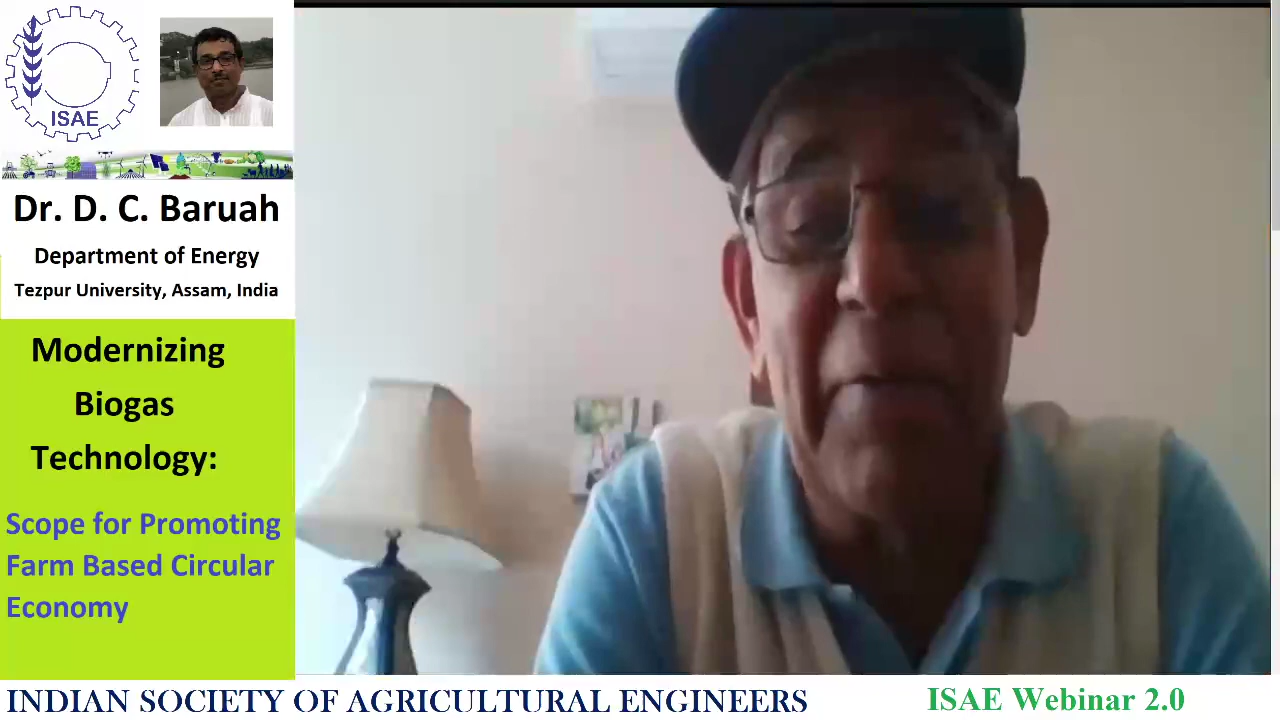 ISAE
Dr. D. C. Baruah
Department of Energy
Tezpur University, Assam, India
Modernizing
Biogas
Technology:
Scope for Promoting
Farm Based Circular
Economy
INDIAN SOCIETY OF AGRICULTURAL ENGINEERS
ISAE Webinar 2.0